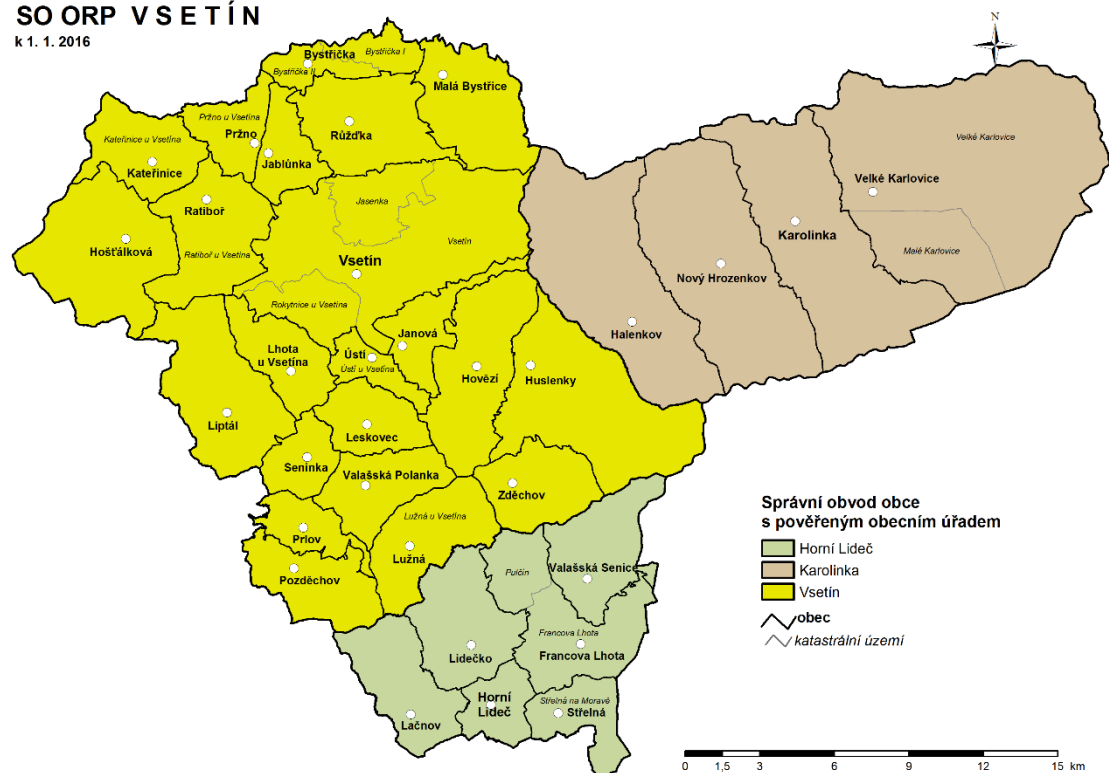 SO ORP VSETÍN
k 1. 1. 2016
N
Bystřička
Bystřička I
Bystřička II
Malá Bystřice
Pržno u Vsetína
Pržno
Růžďka
Kateřinice u Vsetína
Kateřinice
Jablůnka
Velké Karlovice
Velké Karlovice
Jasenka
Ratiboř
Hošťálková
Ratiboř u Vsetína
Vsetín
Vsetín
Karolinka
Malé Karlovice
Nový Hrozenkov
Rokytnice u Vsetína
Halenkov
Janová
Lhota
u Vsetína
Ústí
Ústí u Vsetína
Hovězí
Huslenky
Liptál
Leskovec
Seninka
Valašská Polanka
Zděchov
Lužná u Vsetína
Prlov
Lužná
Pozděchov
Pulčín
Valašská Senice
Francova Lhota
Francova Lhota
Lidečko
Horní
Lideč
Střelná na Moravě
Střelná
Lačnov
Správní obvod obce
s pověřeným obecním úřadem
Horní Lideč
Karolinka
Vsetín
obec
katastrální území
0 1,5 3 6 9 12 15 km